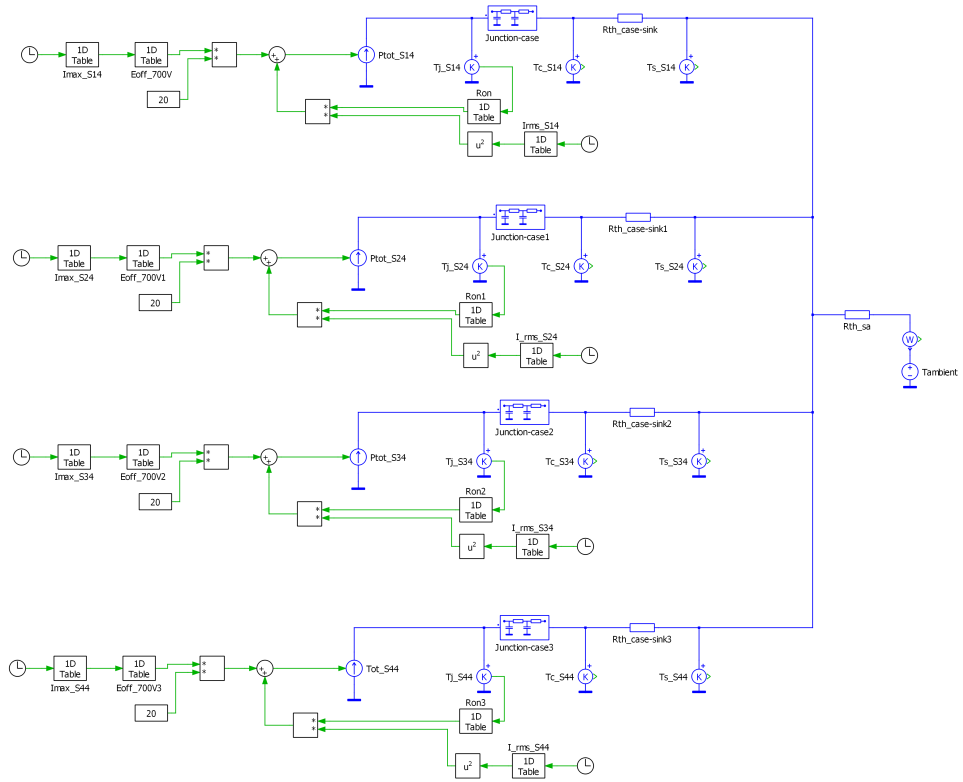 Junction-case
Rth_case-sink
1D
Table
Imax_S14
1D
Table
Eoff_700V
*
*
+
+
Ptot_S14
+
K
Tj_S14
+
K
Tc_S14
+
K
Ts_S14
20
*
*
Ron
1D
Table
Irms_S14
u²
1D
Table
Junction-case1
Rth_case-sink1
1D
Table
Imax_S24
1D
Table
Eoff_700V1
*
*
+
+
Ptot_S24
+
K
Tj_S24
+
K
Tc_S24
+
K
Ts_S24
20
*
*
Ron1
1D
Table
I_rms_S24
u²
1D
Table
Rth_sa
W
+
−
Tambient
Junction-case2
Rth_case-sink2
1D
Table
Imax_S34
1D
Table
Eoff_700V2
*
*
+
+
Ptot_S34
+
K
Tj_S34
+
K
Tc_S34
+
K
Ts_S34
20
*
*
Ron2
1D
Table
I_rms_S34
u²
1D
Table
Junction-case3
Rth_case-sink3
1D
Table
Imax_S44
1D
Table
Eoff_700V3
*
*
+
+
Tot_S44
+
K
Tj_S44
+
K
Tc_S44
+
K
Ts_S44
20
*
*
Ron3
1D
Table
I_rms_S44
u²
1D
Table